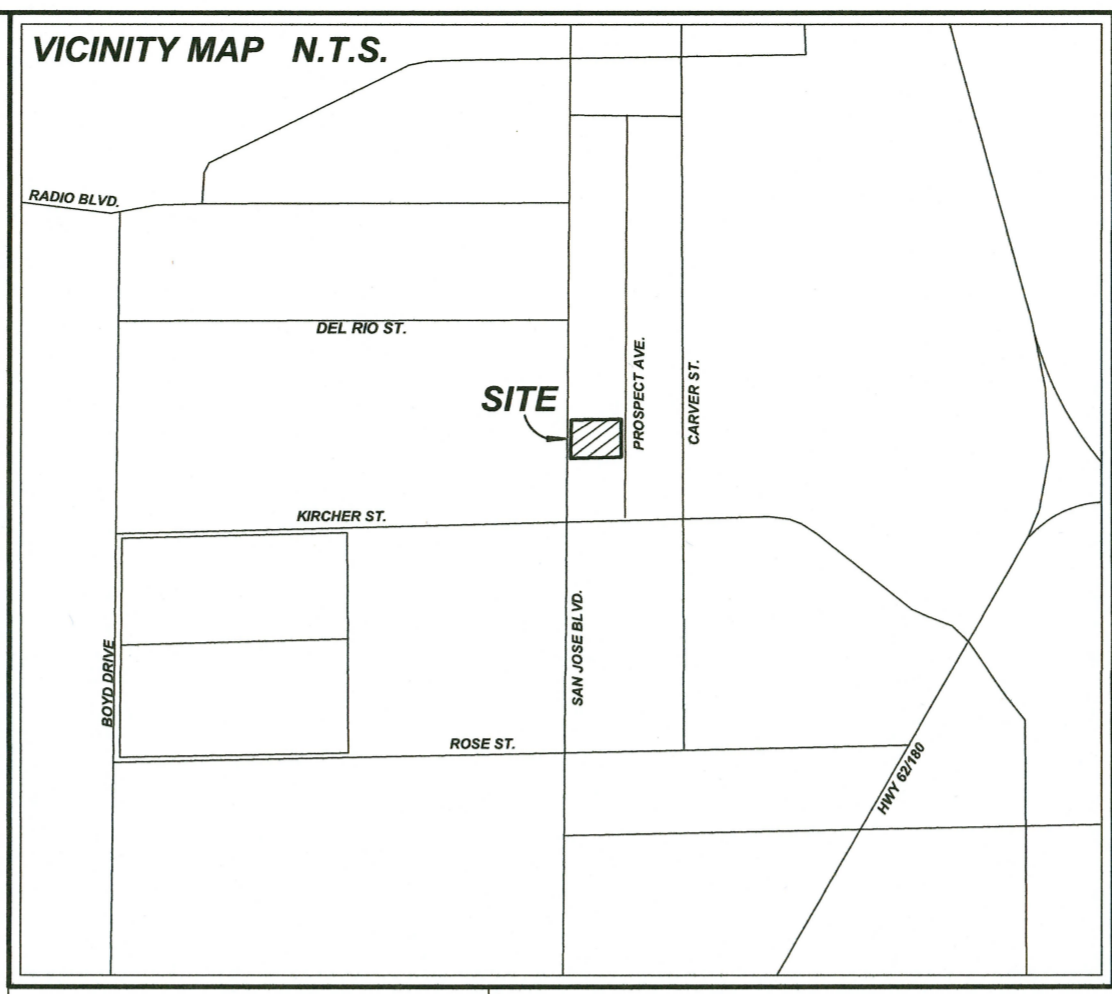 VICINITY MAP N.T.S.
RADIO BLVD.
DEL RIO ST.
PROSPECT AVE.
CARVER ST.
SITE
KIRCHER ST.
SAN JOSE BLVD.
BOYD DRIVE
ROSE ST.
HWY 62/180